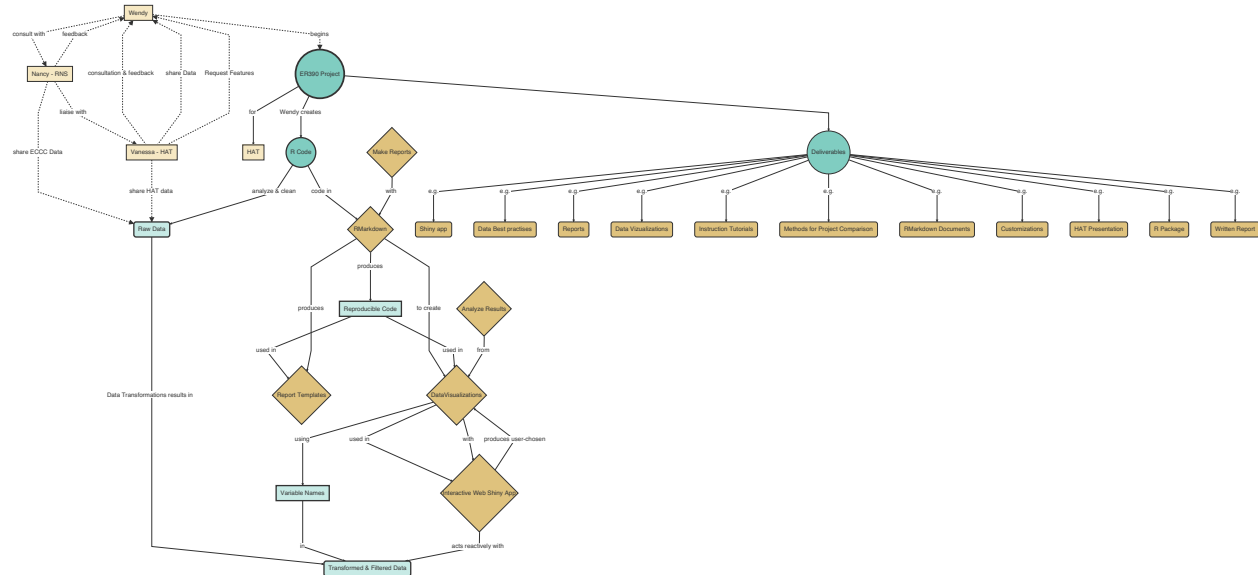 Wendy
consult with
feedback
begins
Nancy - RNS
consultation & feedback
share Data
Request Features
ER390 Project
liaise with
for
Wendy creates
share ECCC Data
Vanessa - HAT
HAT
R Code
Make Reports
Deliverables
share HAT data
analyze & clean
code in
with
e.g.
e.g.
e.g.
e.g.
e.g.
e.g.
e.g.
e.g.
e.g.
e.g.
e.g.
Raw Data
RMarkdown
Shiny app
Data Best practises
Reports
Data Vizualizations
Instruction Tutorials
Methods for Project Comparison
RMarkdown Documents
Customizations
HAT Presentation
R Package
Written Report
produces
produces
Reproducible Code
to create
Analyze Results
used in
used in
from
Data Transformations results in
Report Templates
DataVisualizations
using
used in
with
produces user-chosen
Variable Names
Interactive Web Shiny App
in
acts reactively with
Transformed & Filtered Data